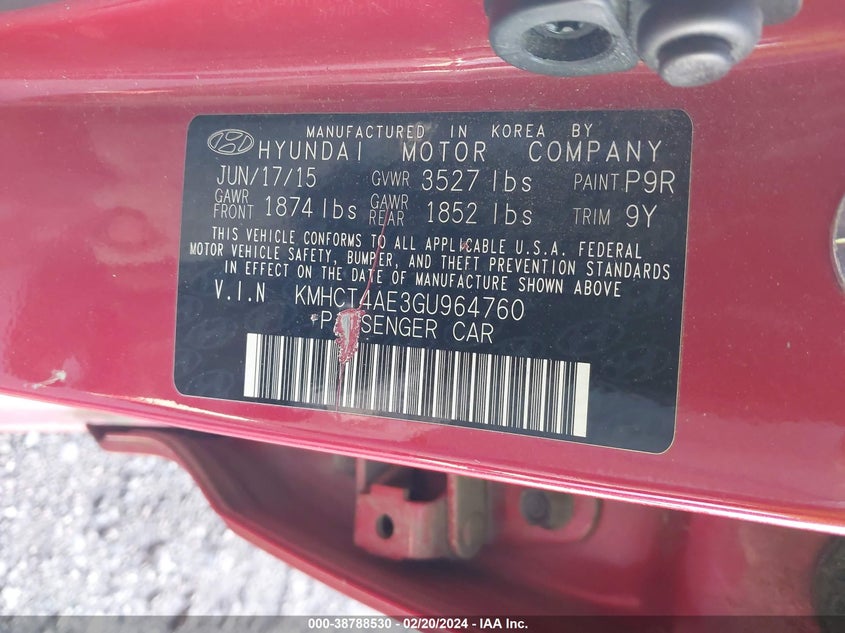 MANUFACTURED IN KOREA BY
HYUNDAI MOTOR COMPANY
JUN/17/15 GVWR 3527 lbs PAINT P9R
GAWR FRONT 1874 lbs GAWR REAR 1852 lbs TRIM 9Y
THIS VEHICLE CONFORMS TO ALL APPLICABLE U.S.A. FEDERAL
MOTOR VEHICLE SAFETY, BUMPER, AND THEFT PREVENTION STANDARDS
IN EFFECT ON THE DATE OF MANUFACTURE SHOWN ABOVE
V.I.N KMHCT4AE3GU964760
CAR
000-38788530 - 02/20/2024 - IAA Inc.